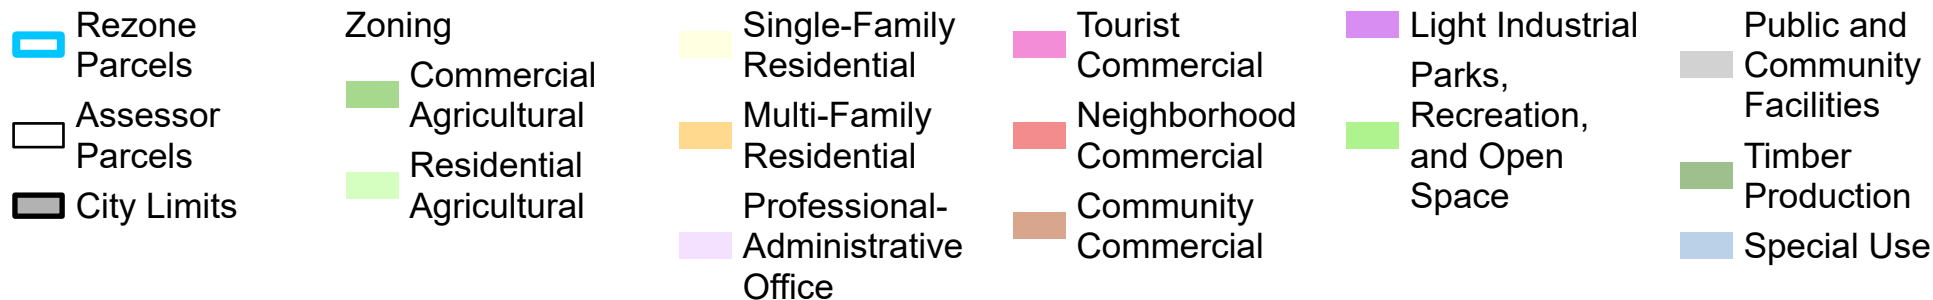 Rezone
Parcels
Assessor
Parcels
City Limits
Zoning
Commercial
Agricultural
Residential
Agricultural
Single-Family
Residential
Multi-Family
Residential
Professional-
Administrative
Office
Tourist
Commercial
Neighborhood
Commercial
Community
Commercial
Light Industrial
Parks,
Recreation,
and Open
Space
Public and
Community
Facilities
Timber
Production
Special Use